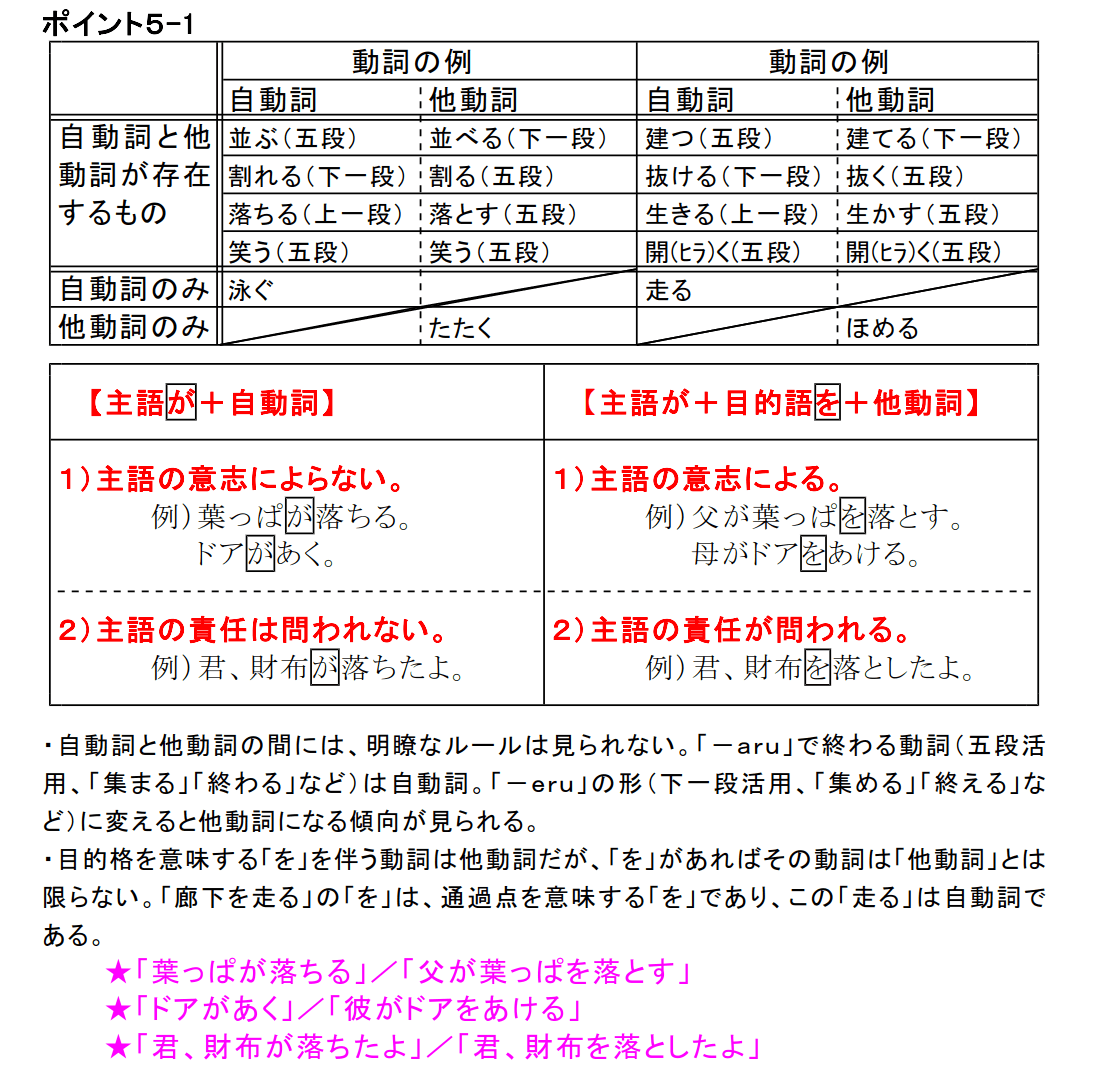 ポイント5-1
動詞の例 動詞の例
自動詞 他動詞 自動詞 他動詞
自動詞と他動詞が存在するもの
並ぶ(五段) 並べる(下一段) 建つ(五段) 建てる(下一段)
割れる(下一段) 割る(五段) 抜ける(下一段) 抜く(五段)
落ちる(上一段) 落とす(五段) 生きる(上一段) 生かす(五段)
笑う(五段) 笑う(五段) 開(ヒラ)く(五段) 開(ヒラ)く(五段)
自動詞のみ 泳ぐ 走る
他動詞のみ たたく ほめる
【主語が+自動詞】
1)主語の意志によらない。
例)葉っぱが落ちる。
ドアがあく。
2)主語の責任は問われない。
例)君、財布が落ちたよ。
【主語が+目的語を+他動詞】
1)主語の意志による。
例)父が葉っぱを落とす。
母がドアをあける。
2)主語の責任が問われる。
例)君、財布を落としたよ。
・自動詞と他動詞の間には、明瞭なルールは見られない。「-aru」で終わる動詞(五段活
用、「集まる」「終わる」など)は自動詞。「-eru」の形(下一段活用、「集める」「終える」な
ど)に変えると他動詞になる傾向が見られる。
・目的格を意味する「を」を伴う動詞は他動詞だが、「を」があればその動詞は「他動詞」とは
限らない。「廊下を走る」の「を」は、通過点を意味する「を」であり、この「走る」は自動詞で
ある。
★「葉っぱが落ちる」/「父が葉っぱを落とす」
★「ドアがあく」/「彼がドアをあける」
★「君、財布が落ちたよ」/「君、財布を落としたよ」